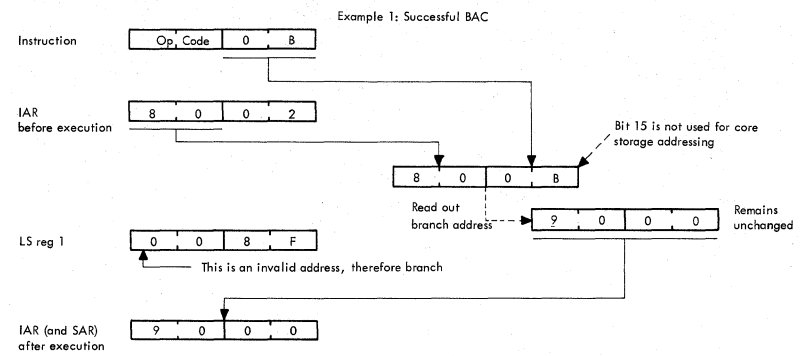 Example 1: Successful BAC
Instruction
Op Code 0 B
IAR
before execution
8 0 0 2
Bit 15 is not used for core
storage addressing
8 0 0 B
Read out
branch address
9 0 0 0
Remains
unchanged
LS reg 1
0 0 8 F
This is an invalid address, therefore branch
IAR (and SAR)
after execution
9 0 0 0